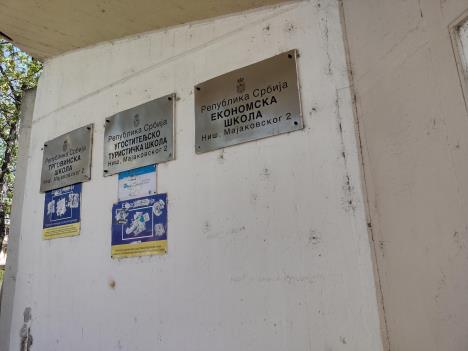 Република Србија
ТРГОВИНСКА
ШКОЛА
Ниш, Мајаковског 2
Република Србија
УГОСТИТЕЉСКО
ТУРИСТИЧКА ШКОЛА
Ниш, Мајаковског 2
Република Србија
ЕКОНОМСКА
ШКОЛА
Ниш, Мајаковског 2